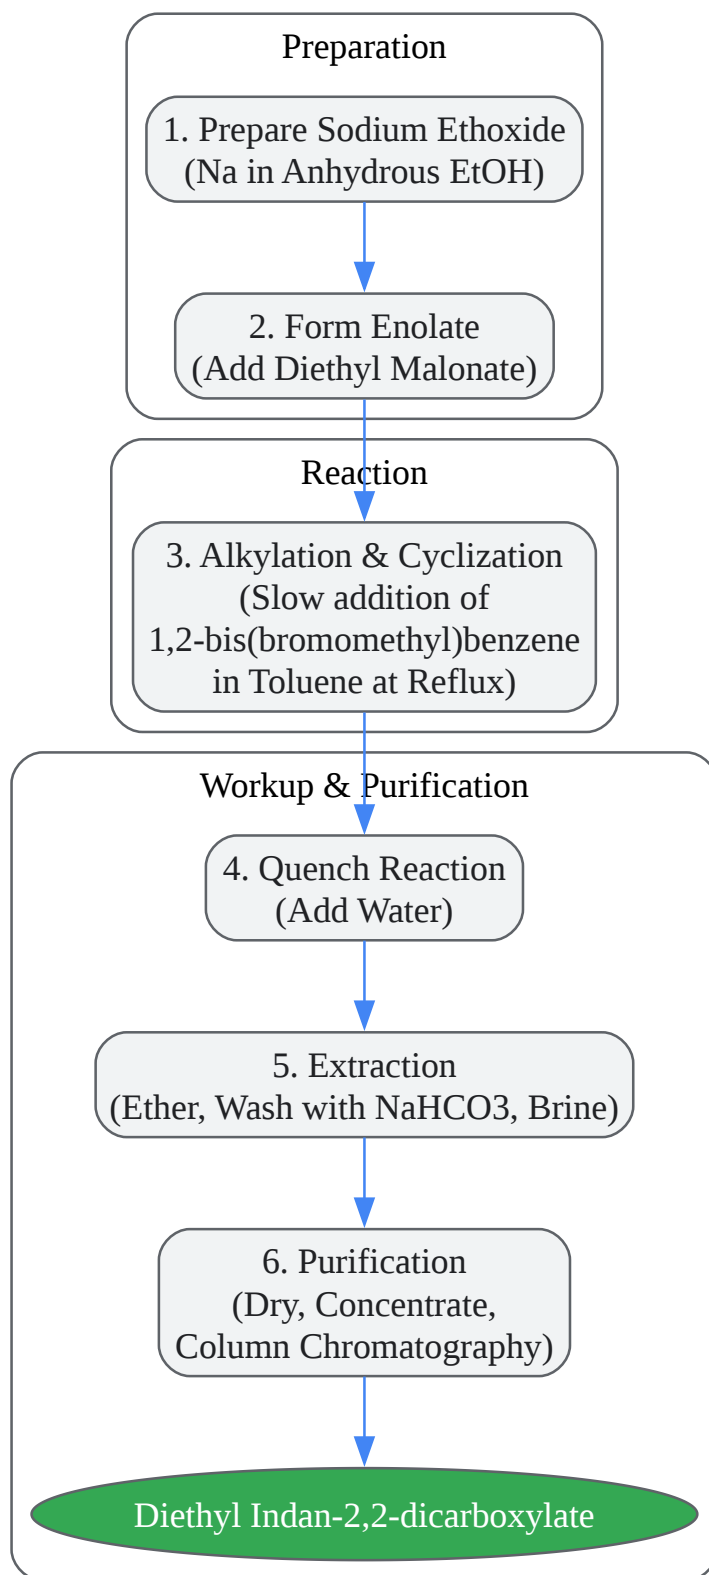 Preparation
1. Prepare Sodium Ethoxide
(Na in Anhydrous EtOH)
2. Form Enolate
(Add Diethyl Malonate)
Reaction
3. Alkylation & Cyclization
(Slow addition of
1,2-bis(bromomethyl)benzene
in Toluene at Reflux)
Workup & Purification
4. Quench Reaction
(Add Water)
5. Extraction
(Ether, Wash with NaHCO3, Brine)
6. Purification
(Dry, Concentrate,
Column Chromatography)
Diethyl Indan-2,2-dicarboxylate